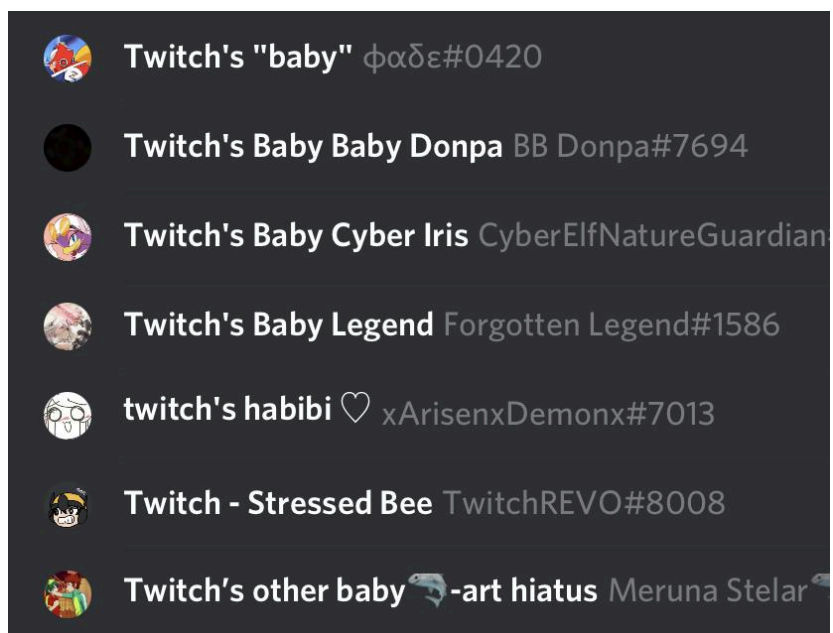 Twitch's "baby" φαδε#0420
Twitch's Baby Baby Donpa BB Donpa#7694
Twitch's Baby Cyber Iris CyberElfNatureGuardian
Twitch's Baby Legend Forgotten Legend#1586
twitch's habibi ♡ xArisenxDemonx#7013
Twitch - Stressed Bee TwitchREVO#8008
Twitch’s other baby🐟-art hiatus Meruna Stelar